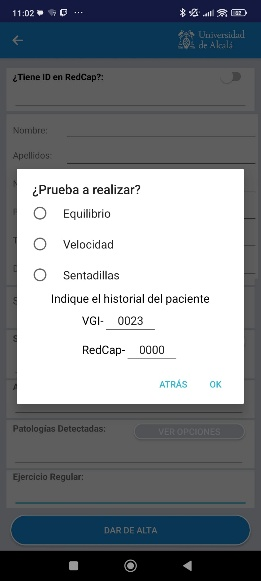 11:02
Universidad
de Alcalá
¿Tiene ID en RedCap?:
Nombre:
Apellidos:
¿Prueba a realizar?
Equilibrio
Velocidad
Sentadillas
Indique el historial del paciente
VGI- 0023
RedCap- 0000
ATRÁS OK
Patologías Detectadas: VER OPCIONES
Ejercicio Regular:
DAR DE ALTA